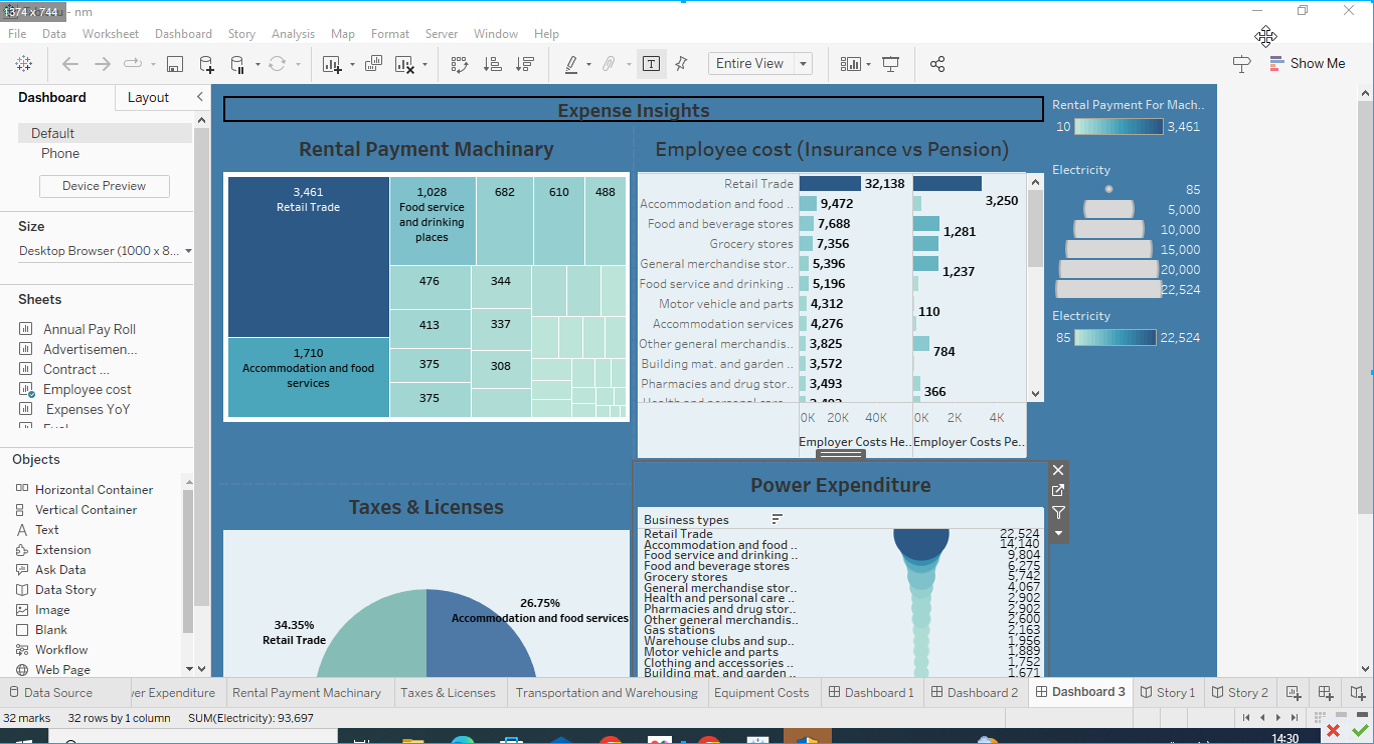 1374 x 744
- nm
File Data Worksheet Dashboard Story Analysis Map Format Server Window Help
Entire View
Show Me
Dashboard Layout
Default
Phone
Device Preview
Size
Desktop Browser (1000 x 8...
Sheets
Annual Pay Roll
Advertisemen...
Contract ...
Employee cost
Expenses YoY
Objects
Horizontal Container
Vertical Container
Text
Extension
Ask Data
Data Story
Image
Blank
Workflow
Web Page
Expense Insights
Rental Payment Machinary
3,461
Retail Trade
1,028
Food service
and drinking
places
682
610
488
476
344
413
337
375
308
375
1,710
Accommodation and food
services
Employee cost (Insurance vs Pension)
Retail Trade 32,138
3,250
Accommodation and food .. 9,472
Food and beverage stores 7,688
1,281
Grocery stores 7,356
General merchandise stor.. 5,396
1,237
Food service and drinking .. 5,196
Motor vehicle and parts 4,312
110
Accommodation services 4,276
Other general merchandis.. 3,825
784
Building mat. and garden .. 3,572
Pharmacies and drug stor.. 3,493
366
0K 20K 40K 0K 2K 4K
Employer Costs He.. Employer Costs Pe..
Rental Payment For Mach..
10 3,461
Electricity
85
5,000
10,000
15,000
20,000
22,524
Electricity
85 22,524
Taxes & Licenses
34.35%
Retail Trade
26.75%
Accommodation and food services
Power Expenditure
Business types
Retail Trade 22,524
Accommodation and food .. 14,140
Food service and drinking .. 9,804
Food and beverage stores 6,275
Grocery stores 5,742
General merchandise stor.. 4,067
Health and personal care .. 2,902
Pharmacies and drug stor.. 2,902
Other general merchandis.. 2,600
Gas stations 2,163
Warehouse clubs and sup.. 1,956
Motor vehicle and parts 1,889
Clothing and accessories .. 1,752
Building mat. and garden .. 1,671
Data Source er Expenditure Rental Payment Machinary Taxes & Licenses Transportation and Warehousing Equipment Costs Dashboard 1 Dashboard 2 Dashboard 3 Story 1 Story 2
32 marks 32 rows by 1 column SUM(Electricity): 93,697
14:30